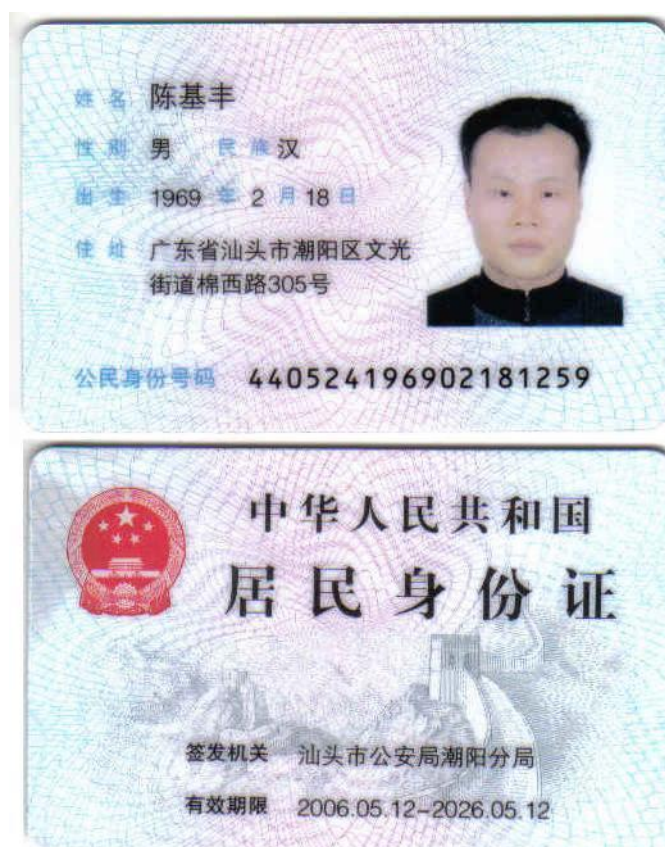 姓名 陈基丰
性别 男 民族 汉
出生 1969 年 2 月 18 日
住址 广东省汕头市潮阳区文光
街道棉西路305号
公民身份号码 440524196902181259
中华人民共和国
居民身份证
签发机关 汕头市公安局潮阳分局
有效期限 2006.05.12-2026.05.12